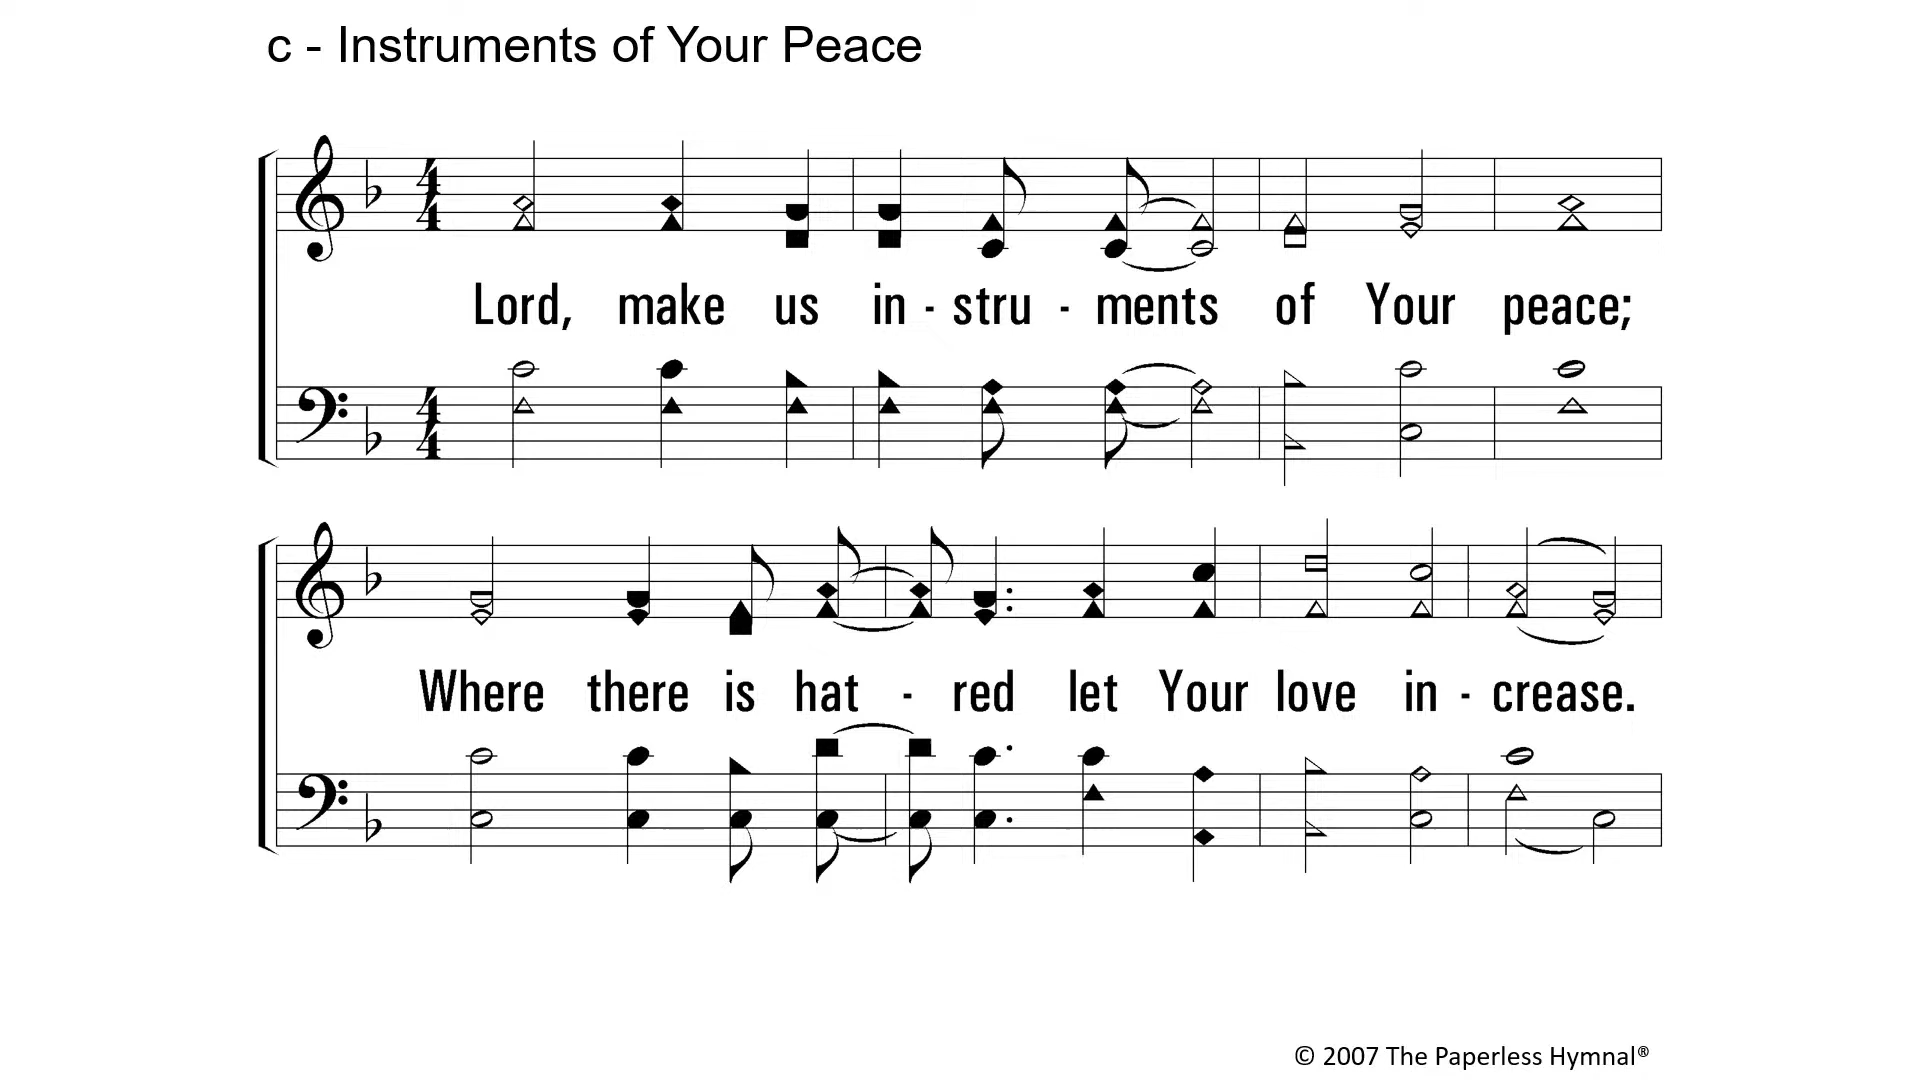 c - Instruments of Your Peace
Lord, make us in - stru - ments of Your peace;
Where there is hat - red let Your love in - crease.
© 2007 The Paperless Hymnal®